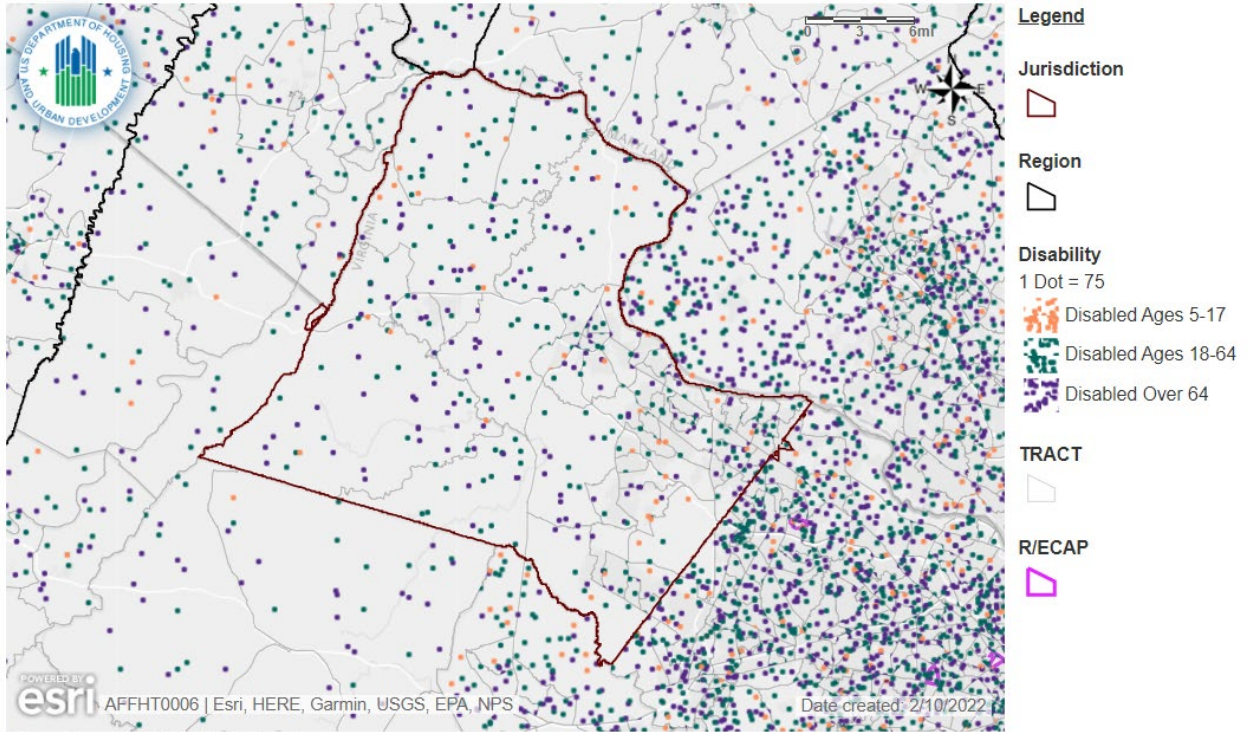 U.S. DEPARTMENT OF HOUSING
AND URBAN DEVELOPMENT
0 3 6mi
N
W E
S
MARYLAND
VIRGINIA
POWERED BY
esri
AFFHT0006 | Esri, HERE, Garmin, USGS, EPA, NPS
Date created: 2/10/2022
Legend
Jurisdiction
Region
Disability
1 Dot = 75
Disabled Ages 5-17
Disabled Ages 18-64
Disabled Over 64
TRACT
R/ECAP